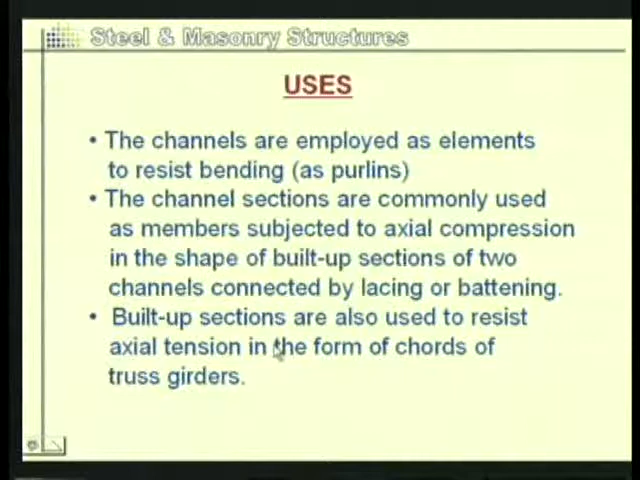 Steel & Masonry Structures
USES
• The channels are employed as elements
to resist bending (as purlins)
• The channel sections are commonly used
as members subjected to axial compression
in the shape of built-up sections of two
channels connected by lacing or battening.
• Built-up sections are also used to resist
axial tension in the form of chords of
truss girders.